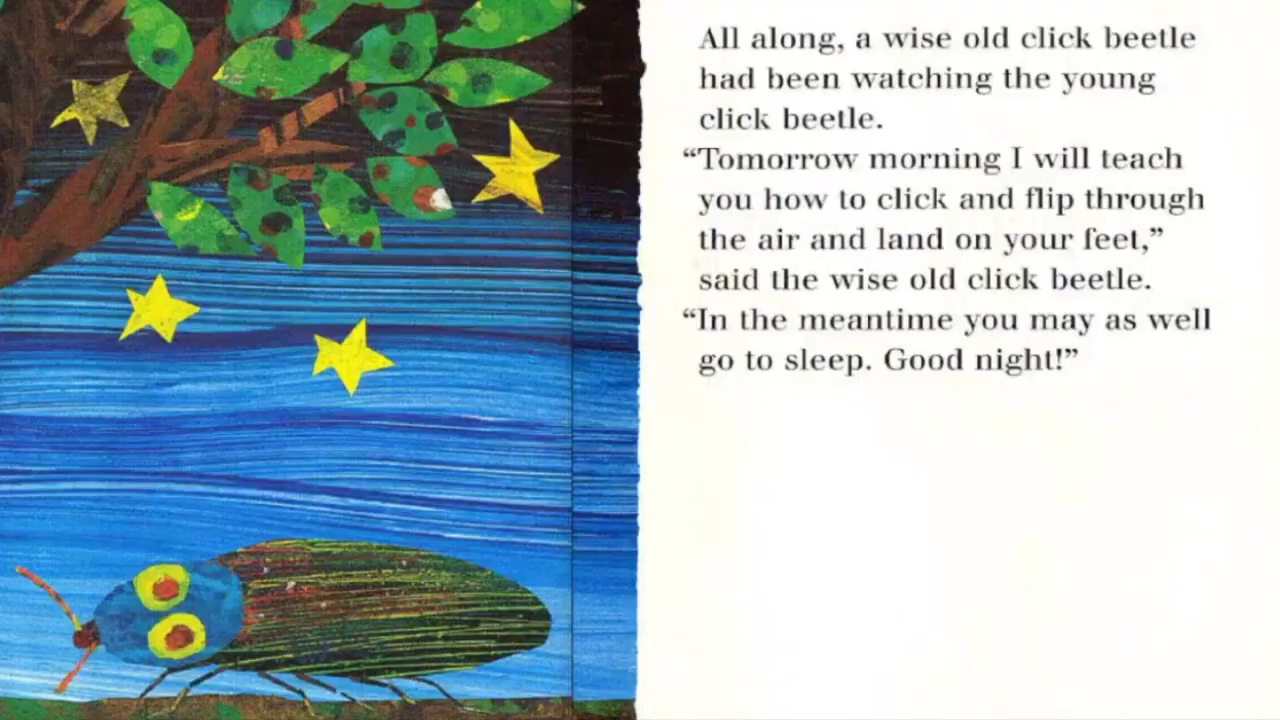 All along, a wise old click beetle
had been watching the young
click beetle.
“Tomorrow morning I will teach
you how to click and flip through
the air and land on your feet,”
said the wise old click beetle.
“In the meantime you may as well
go to sleep. Good night!”